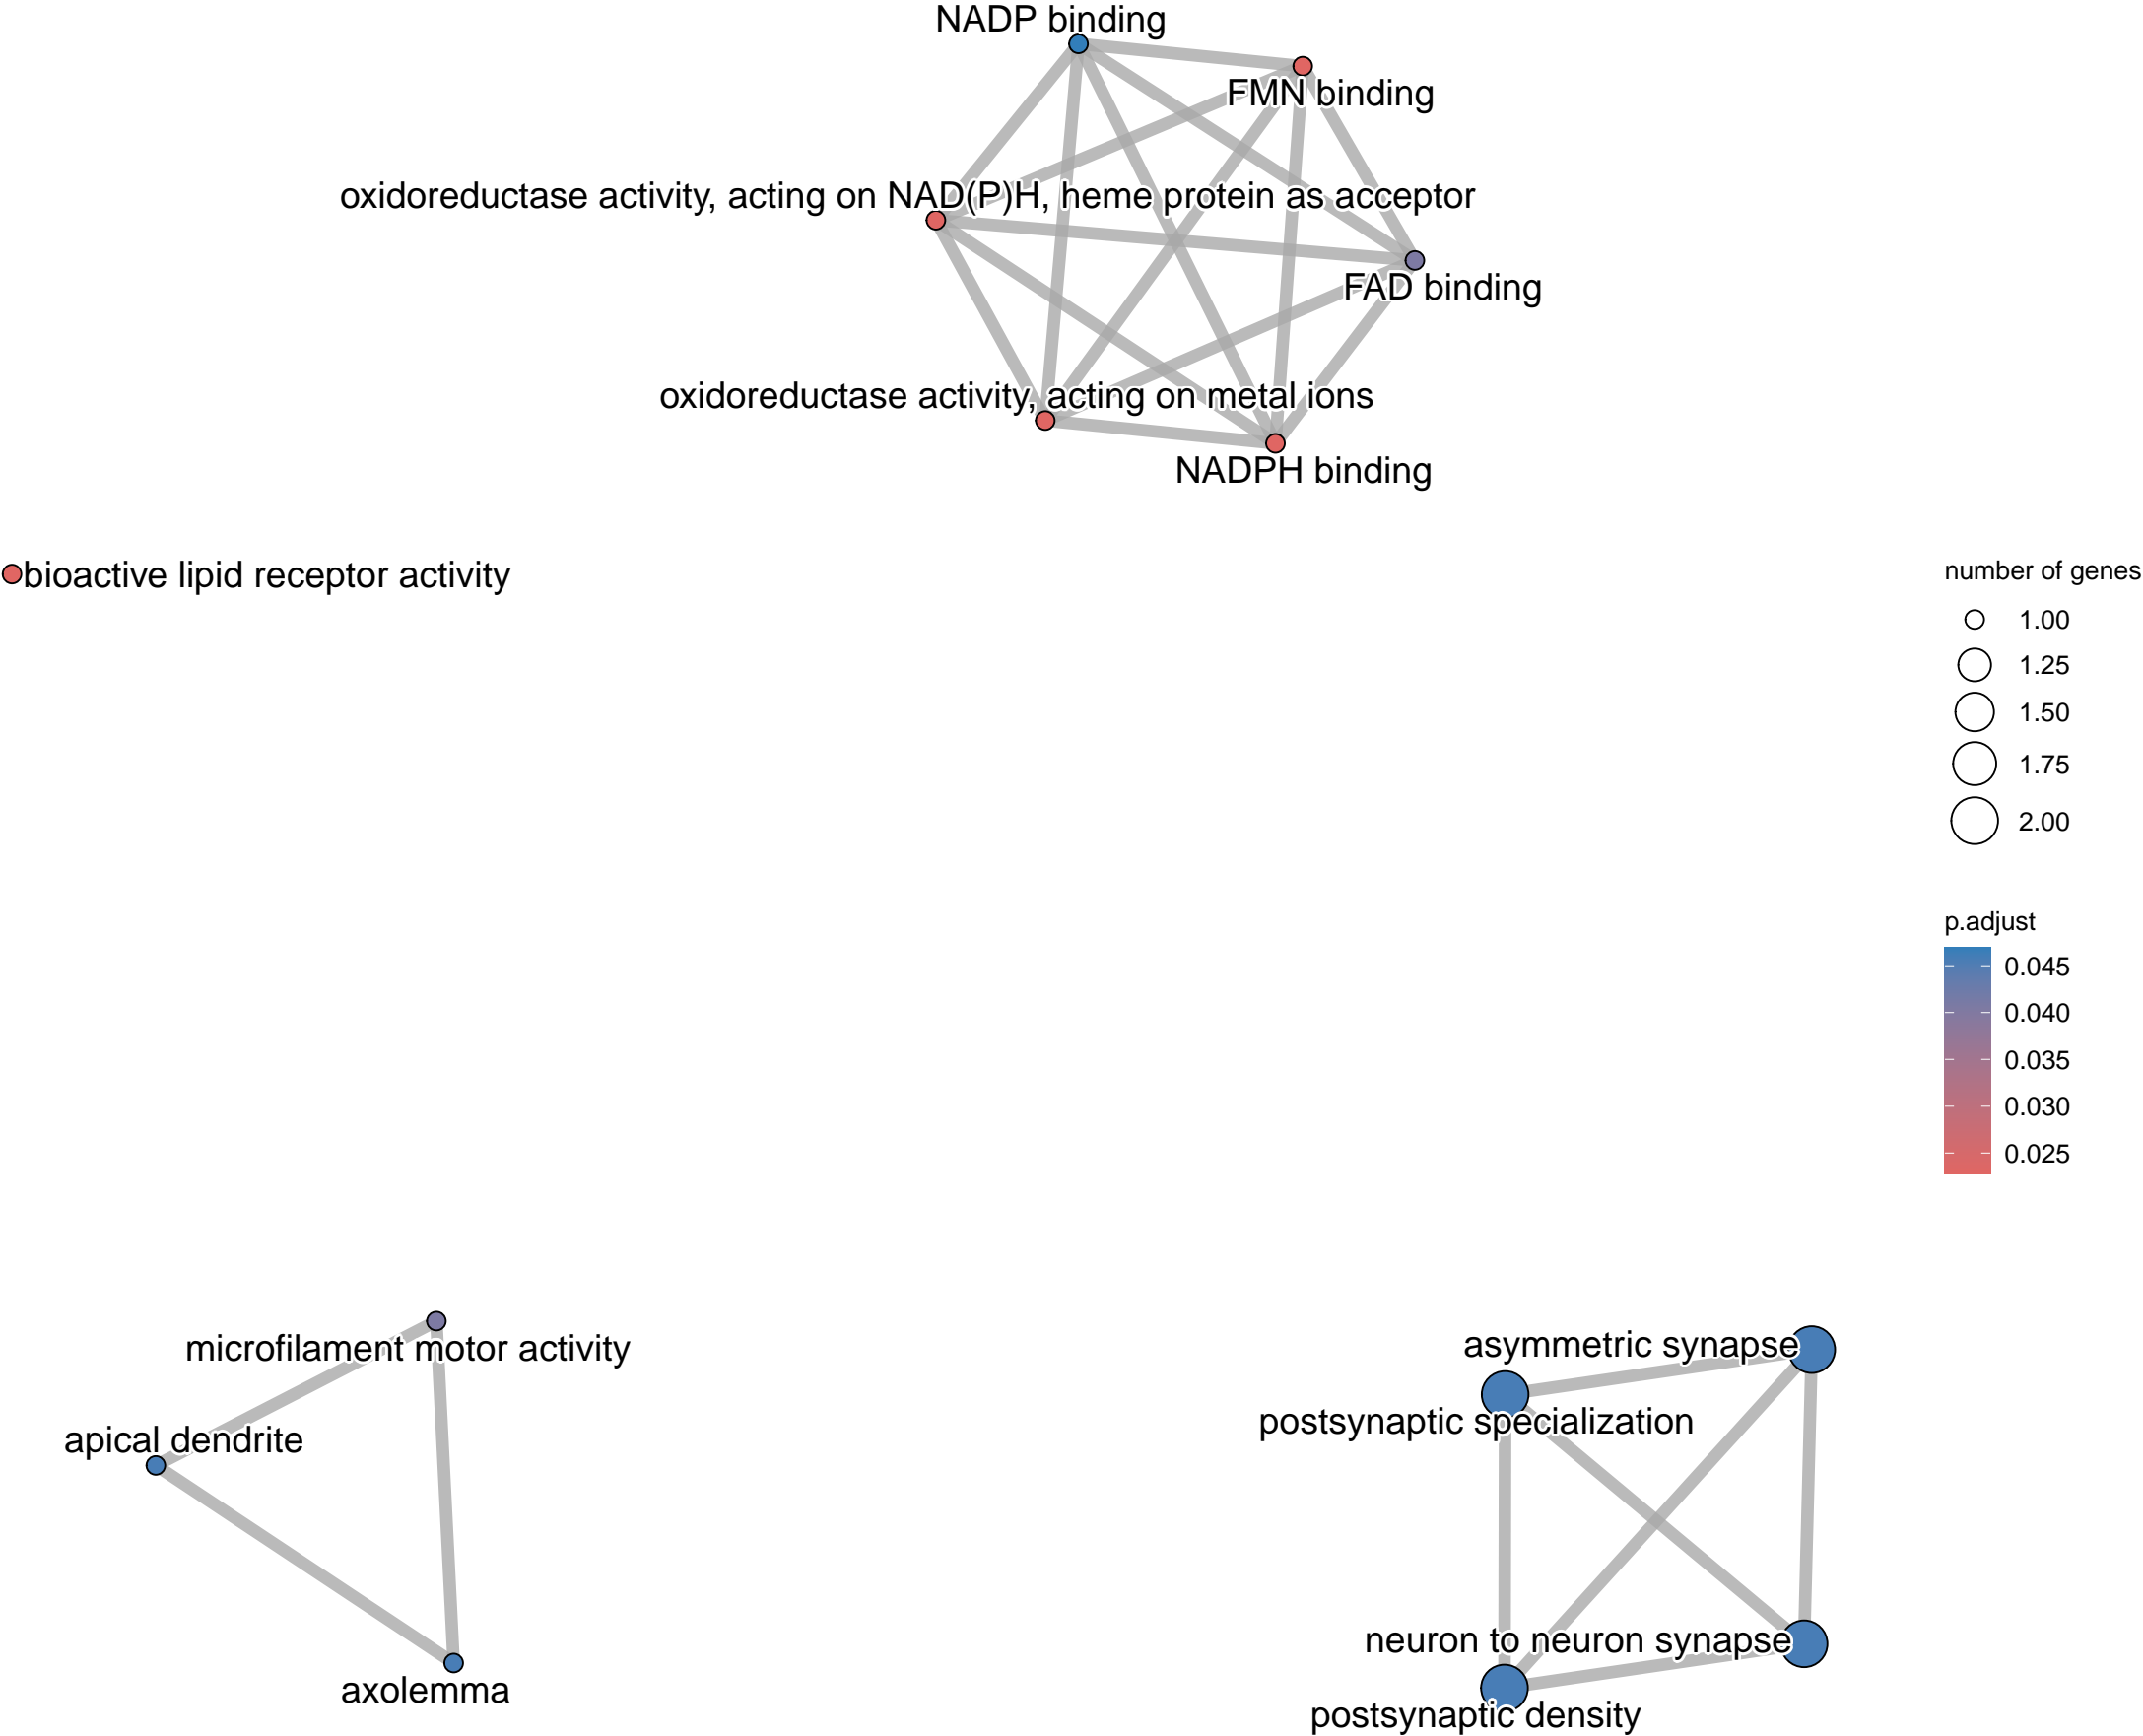 NADP binding
FMN binding
oxidoreductase activity, acting on NAD(P)H, heme protein as acceptor
FAD binding
oxidoreductase activity, acting on metal ions
NADPH binding
bioactive lipid receptor activity
number of genes
1.00
1.25
1.50
1.75
2.00
p.adjust
0.045
0.040
0.035
0.030
0.025
microfilament motor activity
apical dendrite
axolemma
asymmetric synapse
postsynaptic specialization
neuron to neuron synapse
postsynaptic density